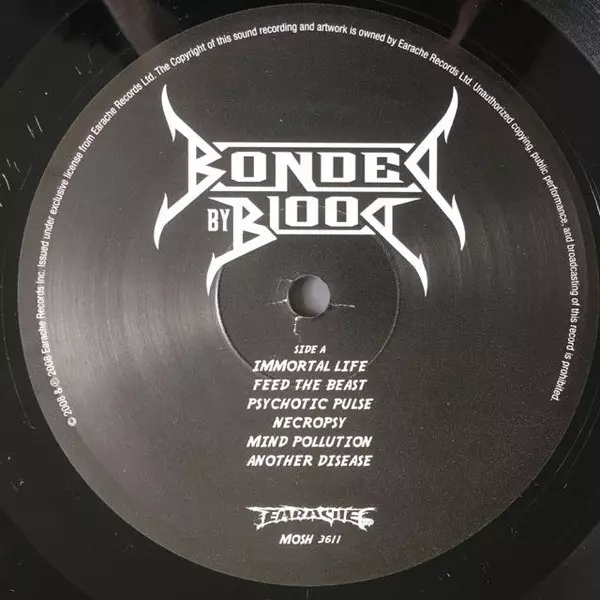 © 2008 & ℗ 2008 Earache Records Inc. Issued under exclusive license from Earache Records Ltd. The Copyright of this sound recording and artwork is owned by Earache Records Ltd. Unauthorized copying, public performance, and broadcasting of this record is prohibited.
BONDED
BY BLOOD
SIDE A
IMMORTAL LIFE
FEED THE BEAST
PSYCHOTIC PULSE
NECROPSY
MIND POLLUTION
ANOTHER DISEASE
EARACHE
MOSH 3611